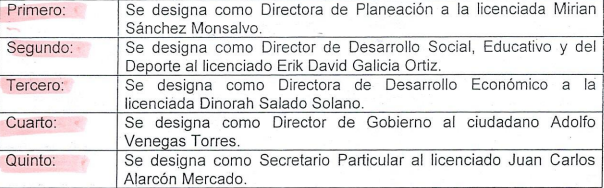 Primero: Se designa como Directora de Planeación a la licenciada Mirian
Sánchez Monsalvo.
Segundo: Se designa como Director de Desarrollo Social, Educativo y del
Deporte al licenciado Erik David Galicia Ortiz.
Tercero: Se designa como Directora de Desarrollo Económico a la
licenciada Dinorah Salado Solano.
Cuarto: Se designa como Director de Gobierno al ciudadano Adolfo
Venegas Torres.
Quinto: Se designa como Secretario Particular al licenciado Juan Carlos
Alarcón Mercado.